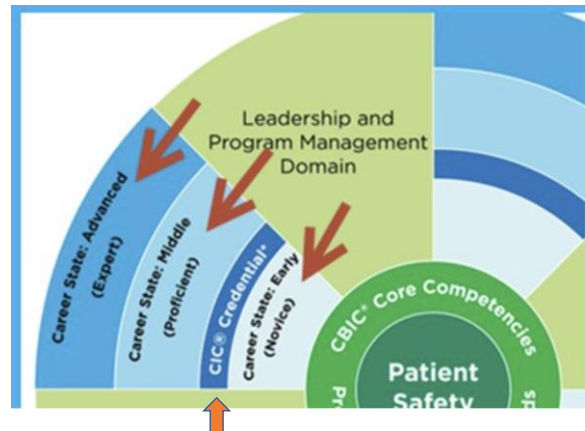 Leadership and
Program Management
Domain
Career State: Advanced
(Expert)
Career State: Middle
(Proficient)
CIC® Credential*
Career State: Early
(Novice)
CBIC® Core Competencies
Patient
Safety